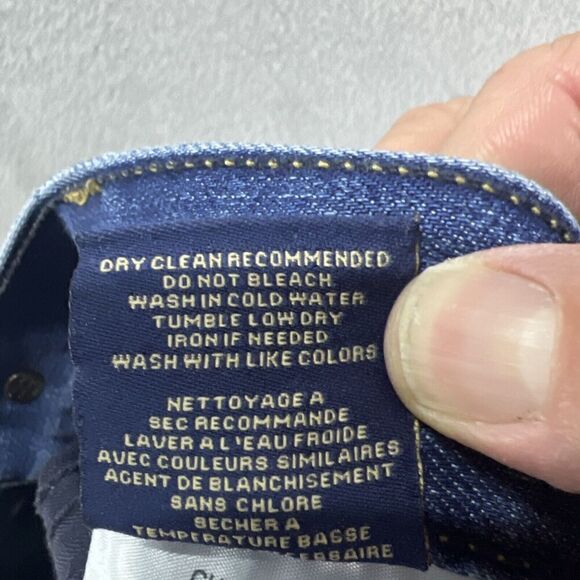 DRY CLEAN RECOMMENDED
DO NOT BLEACH
WASH IN COLD WATER
TUMBLE LOW DRY
IRON IF NEEDED
WASH WITH LIKE COLORS
NETTOYAGE A
SEC RECOMMANDE
LAVER A L'EAU FROIDE
AVEC COULEURS SIMILAIRES
AGENT DE BLANCHISEMENT
SANS CHLORE
SECHER A
TEMPERATURE BASSE